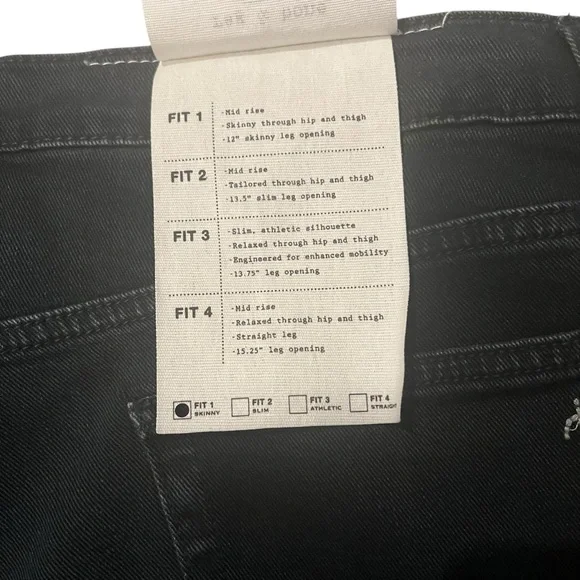 rag & bone
FIT 1
-Mid rise
-Skinny through hip and thigh
-12" skinny leg opening
FIT 2
-Mid rise
-Tailored through hip and thigh
-13.5" slim leg opening
FIT 3
-Slim, athletic silhouette
-Relaxed through hip and thigh
-Engineered for enhanced mobility
-13.75" leg opening
FIT 4
-Mid rise
-Relaxed through hip and thigh
-Straight leg
-15.25" leg opening
FIT 1 FIT 2 FIT 3 FIT 4
SKINNY SLIM ATHLETIC STRAIGH